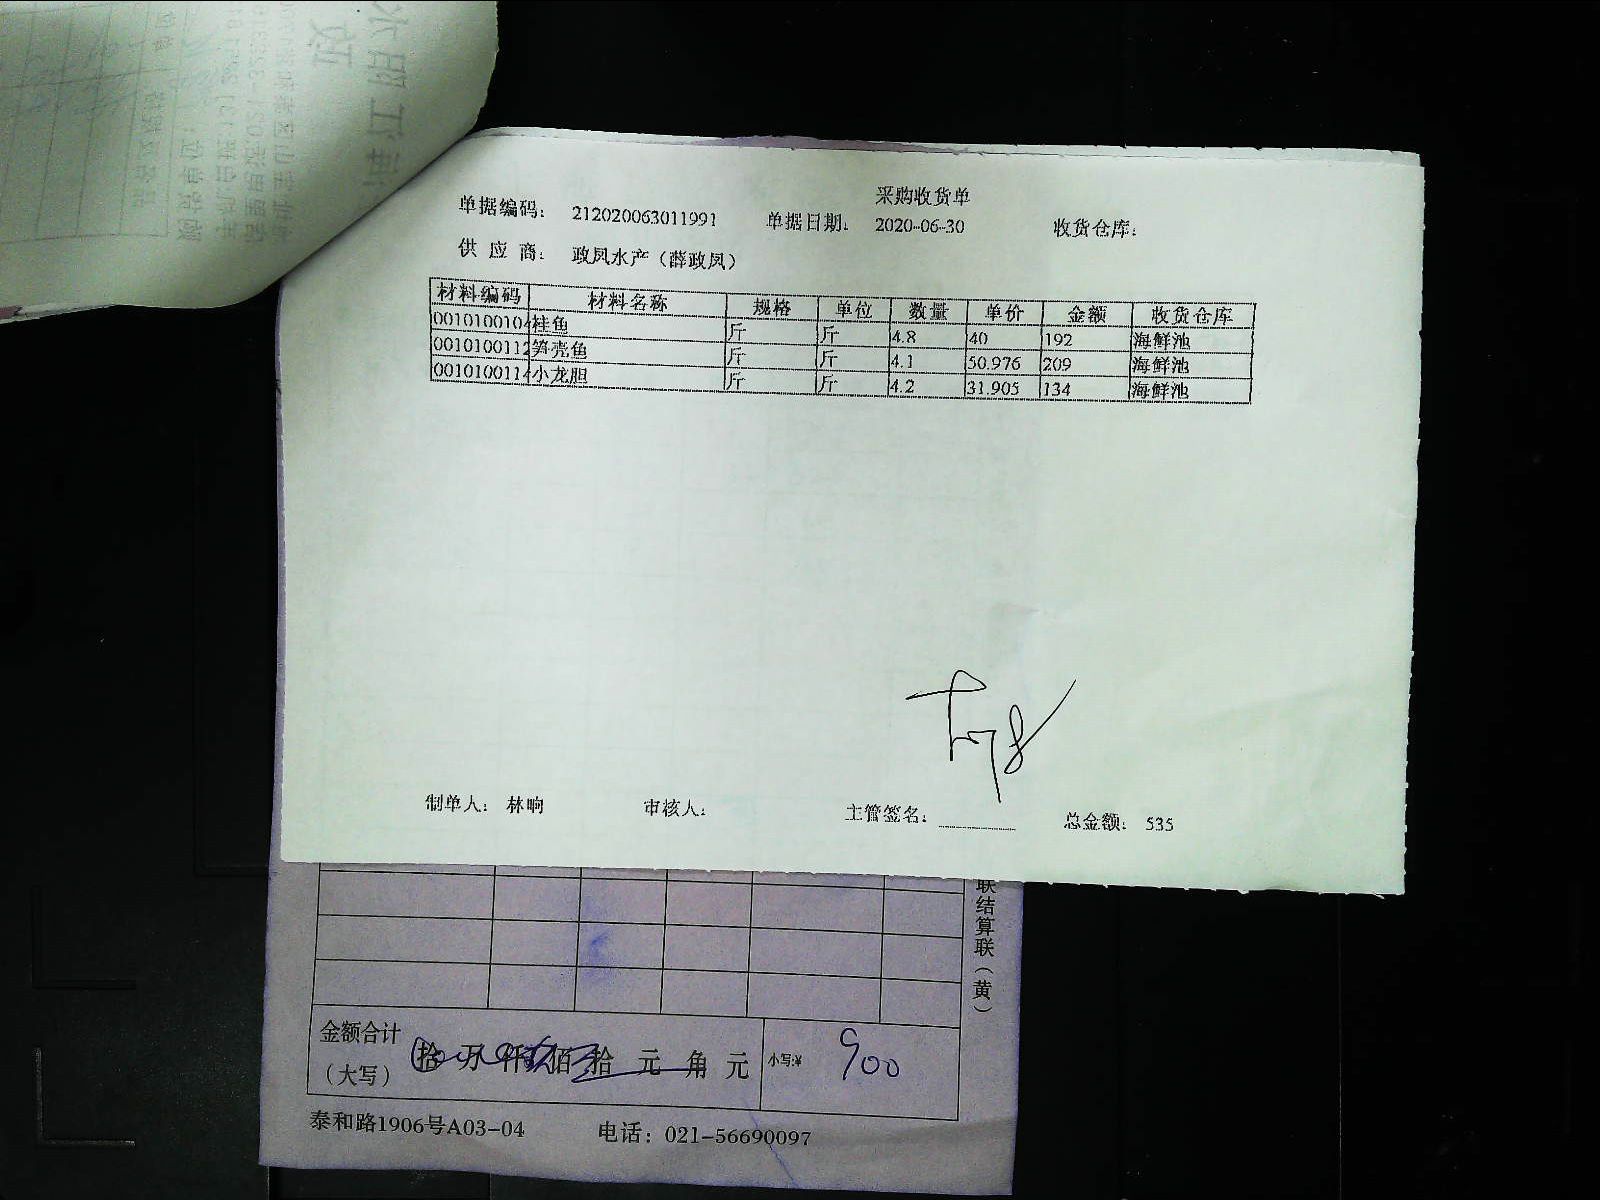 采购收货单
单据编码： 212020063011991 单据日期： 2020-06-30 收货仓库：
供 应 商： 政凤水产（薛政凤）
材料编码 材料名称 规格 单位 数量 单价 金额 收货仓库
0010100104 桂鱼 斤 斤 4.8 40 192 海鲜池
0010100112 笋壳鱼 斤 斤 4.1 50.976 209 海鲜池
0010100114 小龙胆 斤 斤 4.2 31.905 134 海鲜池
制单人： 林响 审核人： 主管签名： 总金额： 535
联结算联（黄）
金额合计
（大写） 拾 万 仟 佰 拾 元 角 元 小写:¥ 900
泰和路1906号A03-04 电话：021-56690097